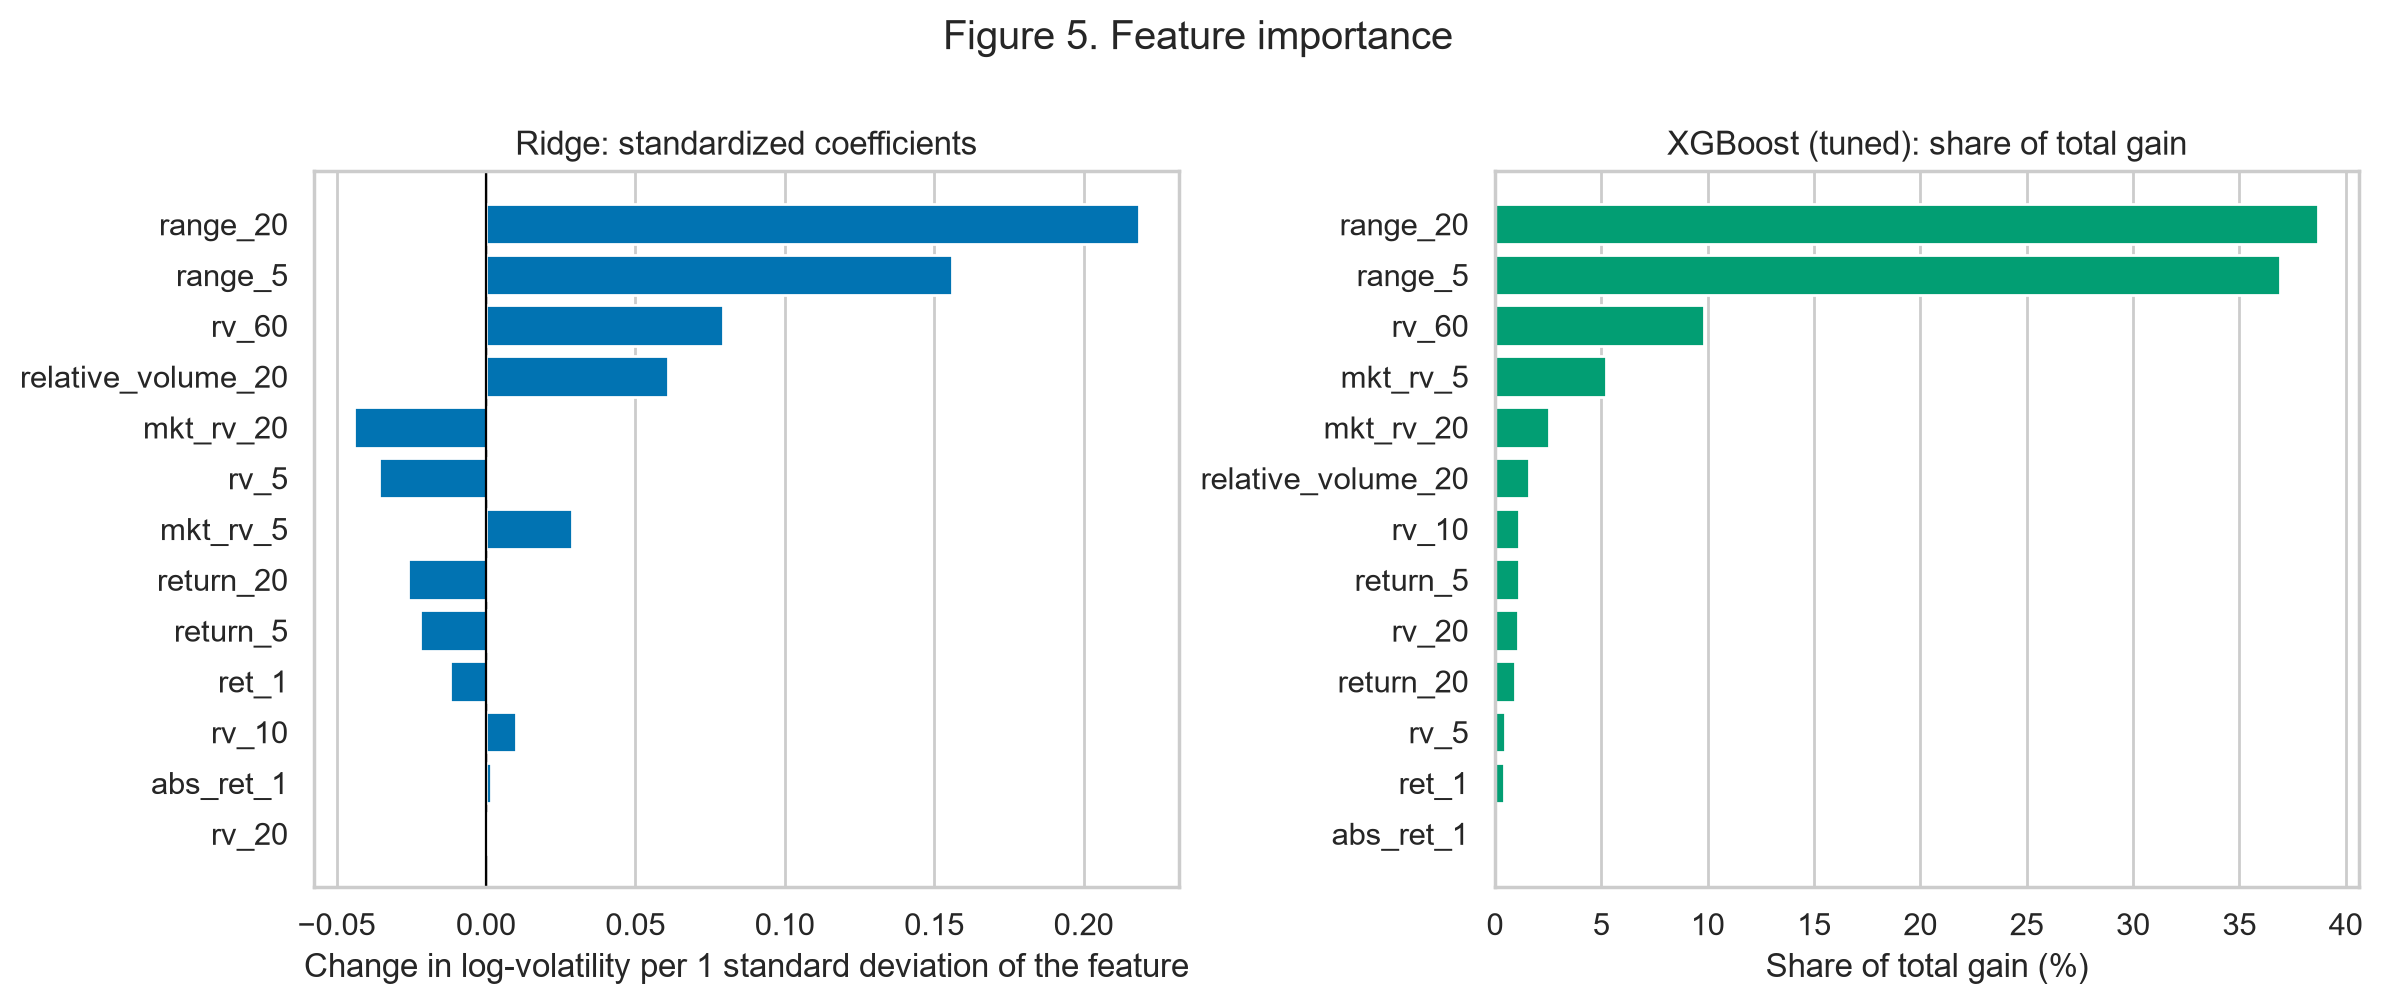 Figure 5. Feature importance
Ridge: standardized coefficients
range_20
range_5
rv_60
relative_volume_20
mkt_rv_20
rv_5
mkt_rv_5
return_20
return_5
ret_1
rv_10
abs_ret_1
rv_20
−0.05 0.00 0.05 0.10 0.15 0.20
Change in log-volatility per 1 standard deviation of the feature
XGBoost (tuned): share of total gain
range_20
range_5
rv_60
mkt_rv_5
mkt_rv_20
relative_volume_20
rv_10
return_5
rv_20
return_20
rv_5
ret_1
abs_ret_1
0 5 10 15 20 25 30 35 40
Share of total gain (%)